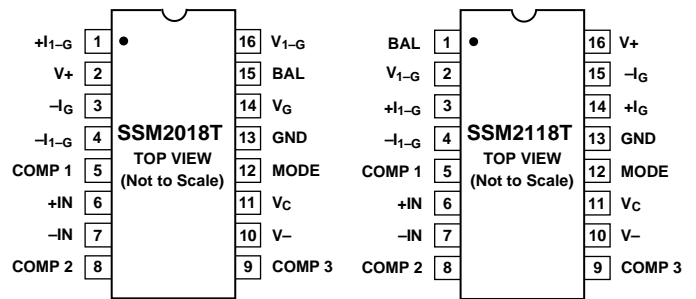 +I1–G 1 16 V1–G
V+ 2 15 BAL
–IG 3 14 VG
–I1–G 4 13 GND
COMP 1 5 12 MODE
+IN 6 11 VC
–IN 7 10 V–
COMP 2 8 9 COMP 3
SSM2018T
TOP VIEW
(Not to Scale)
BAL 1 16 V+
V1–G 2 15 –IG
+I1–G 3 14 +IG
–I1–G 4 13 GND
COMP 1 5 12 MODE
+IN 6 11 VC
–IN 7 10 V–
COMP 2 8 9 COMP 3
SSM2118T
TOP VIEW
(Not to Scale)